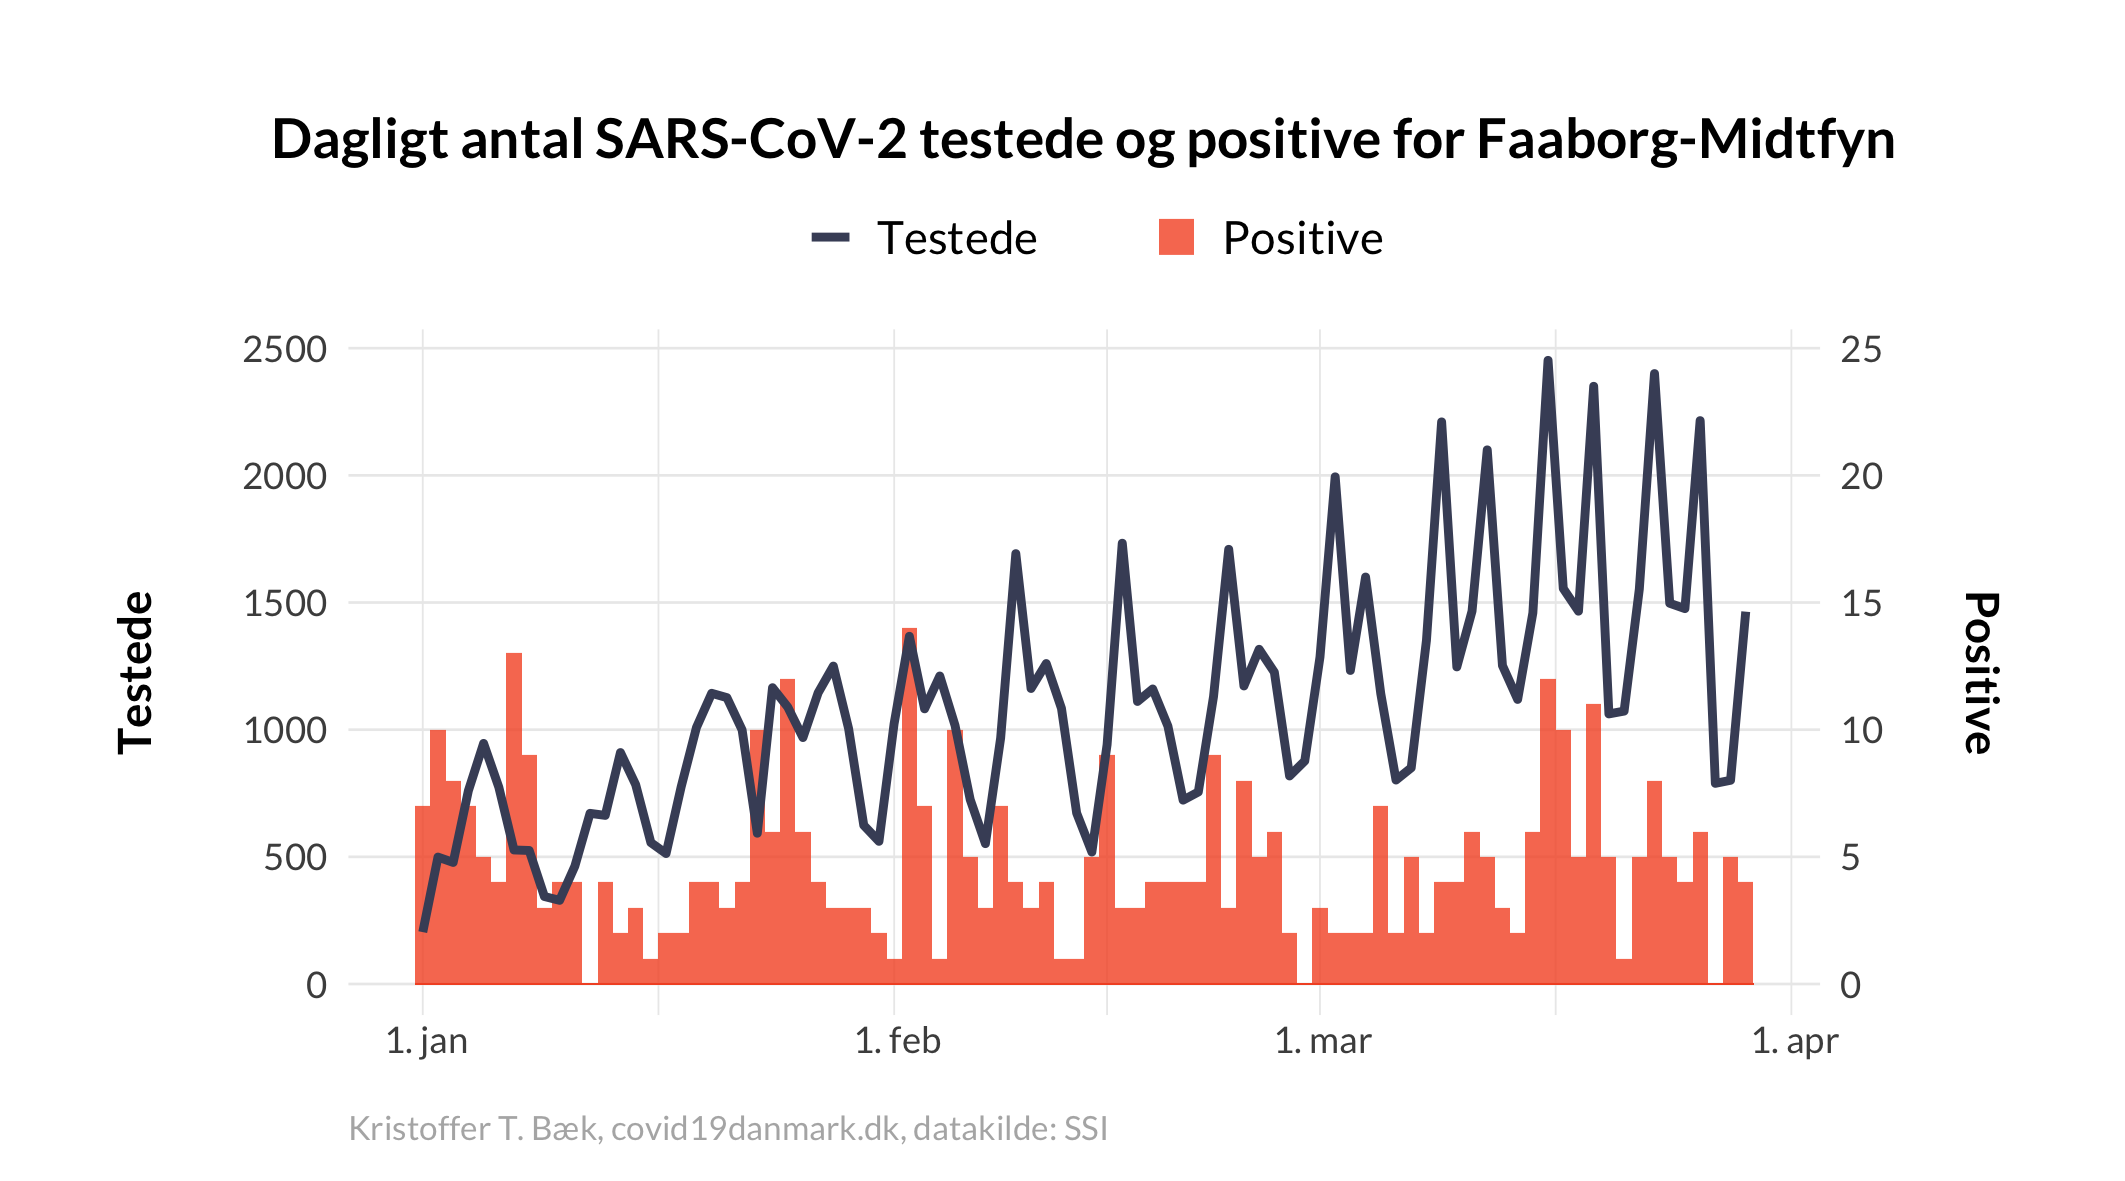 Dagligt antal SARS-CoV-2 testede og positive for Faaborg-Midtfyn
Testede
Positive
2500
2000
1500
1000
500
0
25
20
15
10
5
0
Testede
Positive
1. jan
1. feb
1. mar
1. apr
Kristoffer T. Bæk, covid19danmark.dk, datakilde: SSI